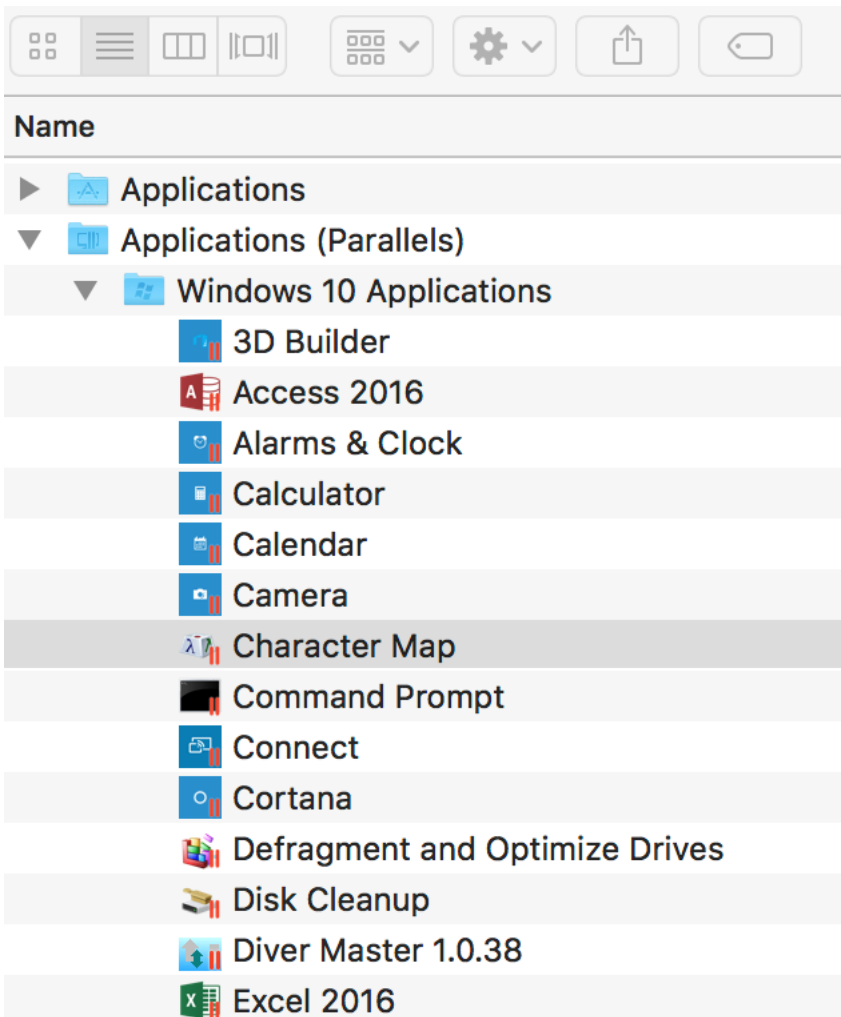 Name
Applications
Applications (Parallels)
Windows 10 Applications
3D Builder
Access 2016
Alarms & Clock
Calculator
Calendar
Camera
Character Map
Command Prompt
Connect
Cortana
Defragment and Optimize Drives
Disk Cleanup
Diver Master 1.0.38
Excel 2016